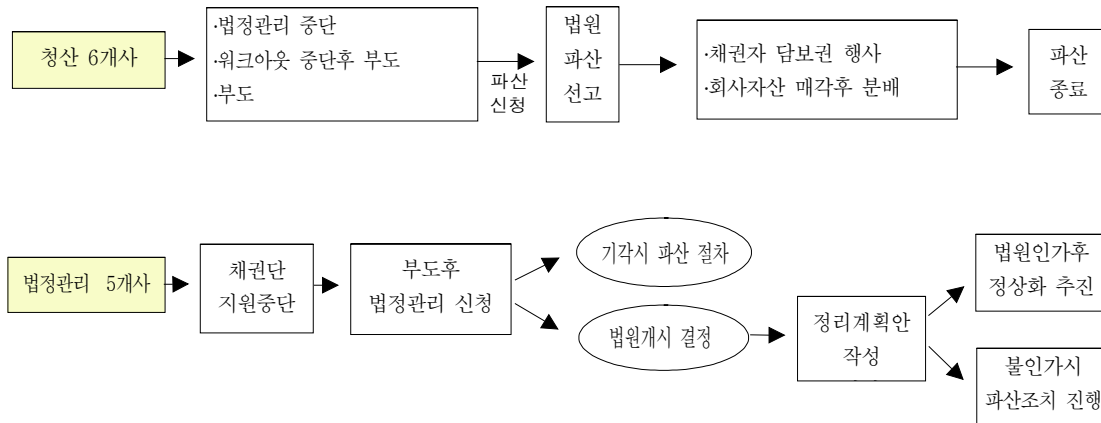 청산 6개사
·법정관리 중단
·워크아웃 중단후 부도
·부도
파산
신청
법원
파산
선고
·채권자 담보권 행사
·회사자산 매각후 분배
파산
종료
법정관리 5개사
채권단
지원중단
부도후
법정관리 신청
기각시 파산 절차
법원개시 결정
정리계획안
작성
법원인가후
정상화 추진
불인가시
파산조치 진행